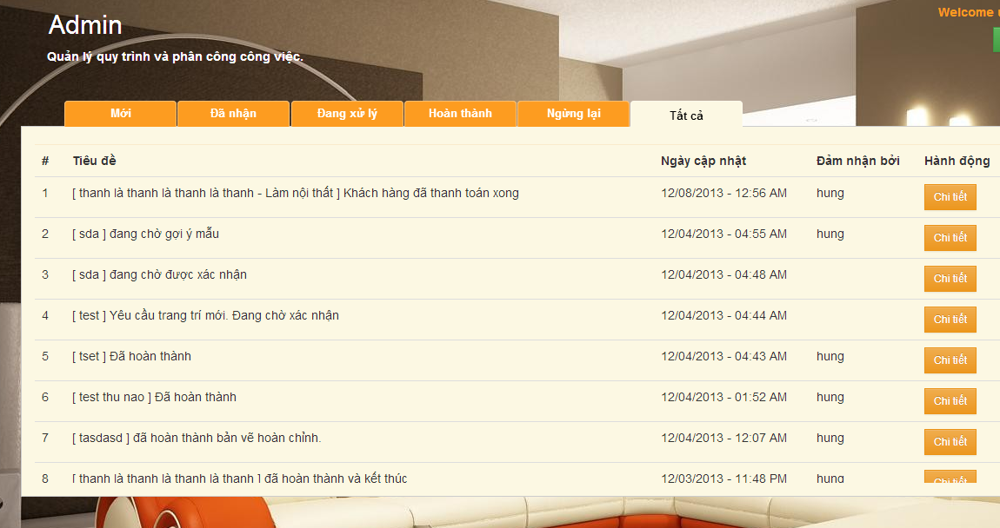 Welcome
Admin
Quản lý quy trình và phân công công việc.
Mới Đã nhận Đang xử lý Hoàn thành Ngừng lại Tất cả
# Tiêu đề Ngày cập nhật Đảm nhận bởi Hành động
1 [ thanh là thanh là thanh là thanh - Làm nội thất ] Khách hàng đã thanh toán xong 12/08/2013 - 12:56 AM hung Chi tiết
2 [ sda ] đang chờ gợi ý mẫu 12/04/2013 - 04:55 AM hung Chi tiết
3 [ sda ] đang chờ được xác nhận 12/04/2013 - 04:48 AM Chi tiết
4 [ test ] Yêu cầu trang trí mới. Đang chờ xác nhận 12/04/2013 - 04:44 AM Chi tiết
5 [ tset ] Đã hoàn thành 12/04/2013 - 04:43 AM hung Chi tiết
6 [ test thu nao ] Đã hoàn thành 12/04/2013 - 01:52 AM hung Chi tiết
7 [ tasdasd ] đã hoàn thành bản vẽ hoàn chỉnh. 12/04/2013 - 12:07 AM hung Chi tiết
8 [ thanh là thanh là thanh là thanh ] đã hoàn thành và kết thúc 12/03/2013 - 11:48 PM hung Chi tiết